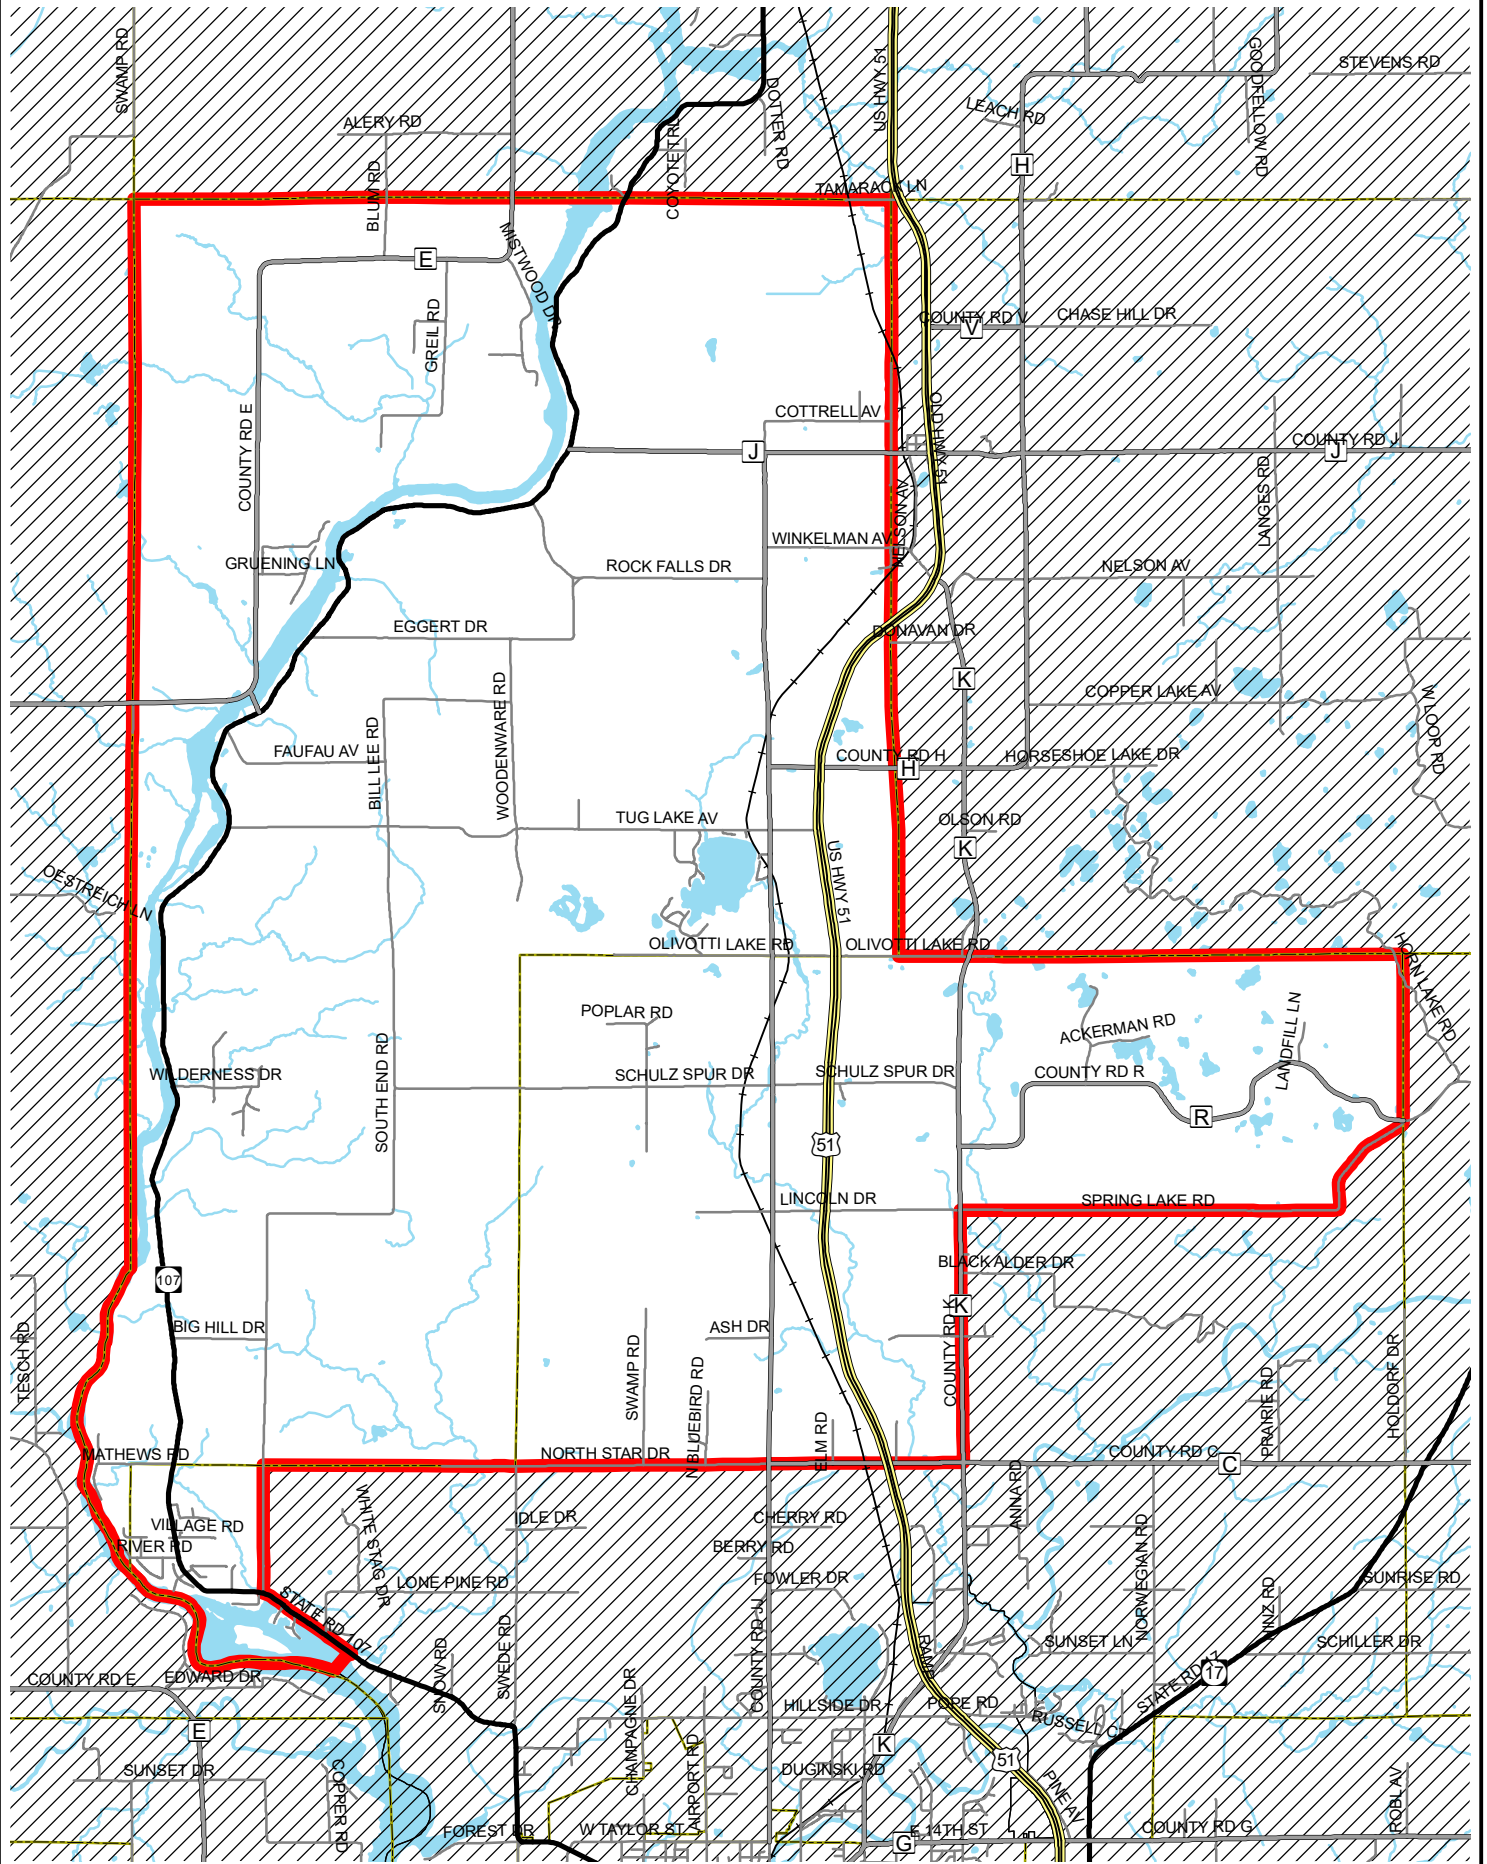 SWAMP RD
US HWY 51
GOODFELLOW RD
STEVENS RD
DOTTER RD
LEACH RD
ALERY RD
COYOTE TRL
H
BLUM RD
TAMARACK LN
MISTWOOD DR
E
GREIL RD
COUNTY RD V
V
CHASE HILL DR
COUNTY RD E
COTTRELL AV
OLD HWY 51
J
COUNTY RD J
J
LANGES RD
NELSON AV
WINKELMAN AV
GRUENING LN
ROCK FALLS DR
NELSON AV
EGGERT DR
DONAVAN DR
K
COPPER LAKE AV
W LOOP RD
WOODENWARE RD
BILL LEE RD
FAUFAU AV
COUNTY RD H
H
HORSESHOE LAKE DR
TUG LAKE AV
OLSON RD
K
US HWY 51
OESTREICH LN
OLIVOTTI LAKE RD
OLIVOTTI LAKE RD
HORN LAKE RD
POPLAR RD
ACKERMAN RD
LANDFILL LN
SOUTH END RD
WILDERNESS DR
SCHULZ SPUR DR
SCHULZ SPUR DR
COUNTY RD R
R
51
LINCOLN DR
SPRING LAKE RD
BLACK ALDER DR
107
K
COUNTY RD K
TESCH RD
BIG HILL DR
SWAMP RD
ASH DR
N BLUEBIRD RD
ELM RD
PRAIRIE RD
HOLDORF DR
MATHEWS RD
NORTH STAR DR
COUNTY RD C
C
ANNA RD
WHITE STAG DR
VILLAGE RD
IDLE DR
CHERRY RD
RIVER RD
BERRY RD
NORWEGIAN RD
LONE PINE RD
FOWLER DR
HINZ RD
SUNRISE RD
STATE RD 107
SNOW RD
SWEDE RD
COUNTY RD J
RAMP
SUNSET LN
SCHILLER DR
COUNTY RD E
EDWARD DR
CHAMPAGNE DR
STATE RD 17
17
HILLSIDE DR
POPE RD
RUSSELL C
E
AIRPORT RD
K
51
SUNSET DR
COPPER RD
DUGINSKI RD
PINE AV
ROBL AV
FOREST DR
W TAYLOR ST
G
E 14TH ST
COUNTY RD G